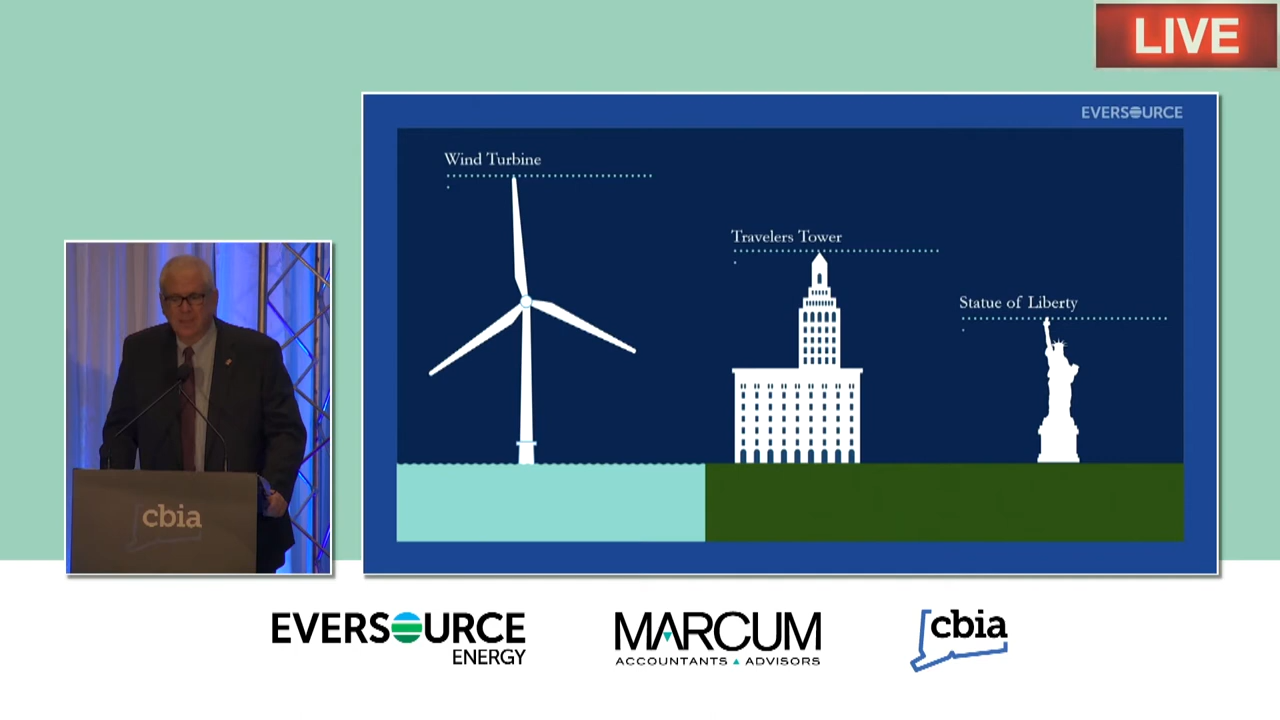 LIVE
EVERSOURCE
Wind Turbine
Travelers Tower
Statue of Liberty
cbia
EVERSOURCE
ENERGY
MARCUM
ACCOUNTANTS ADVISORS
cbia